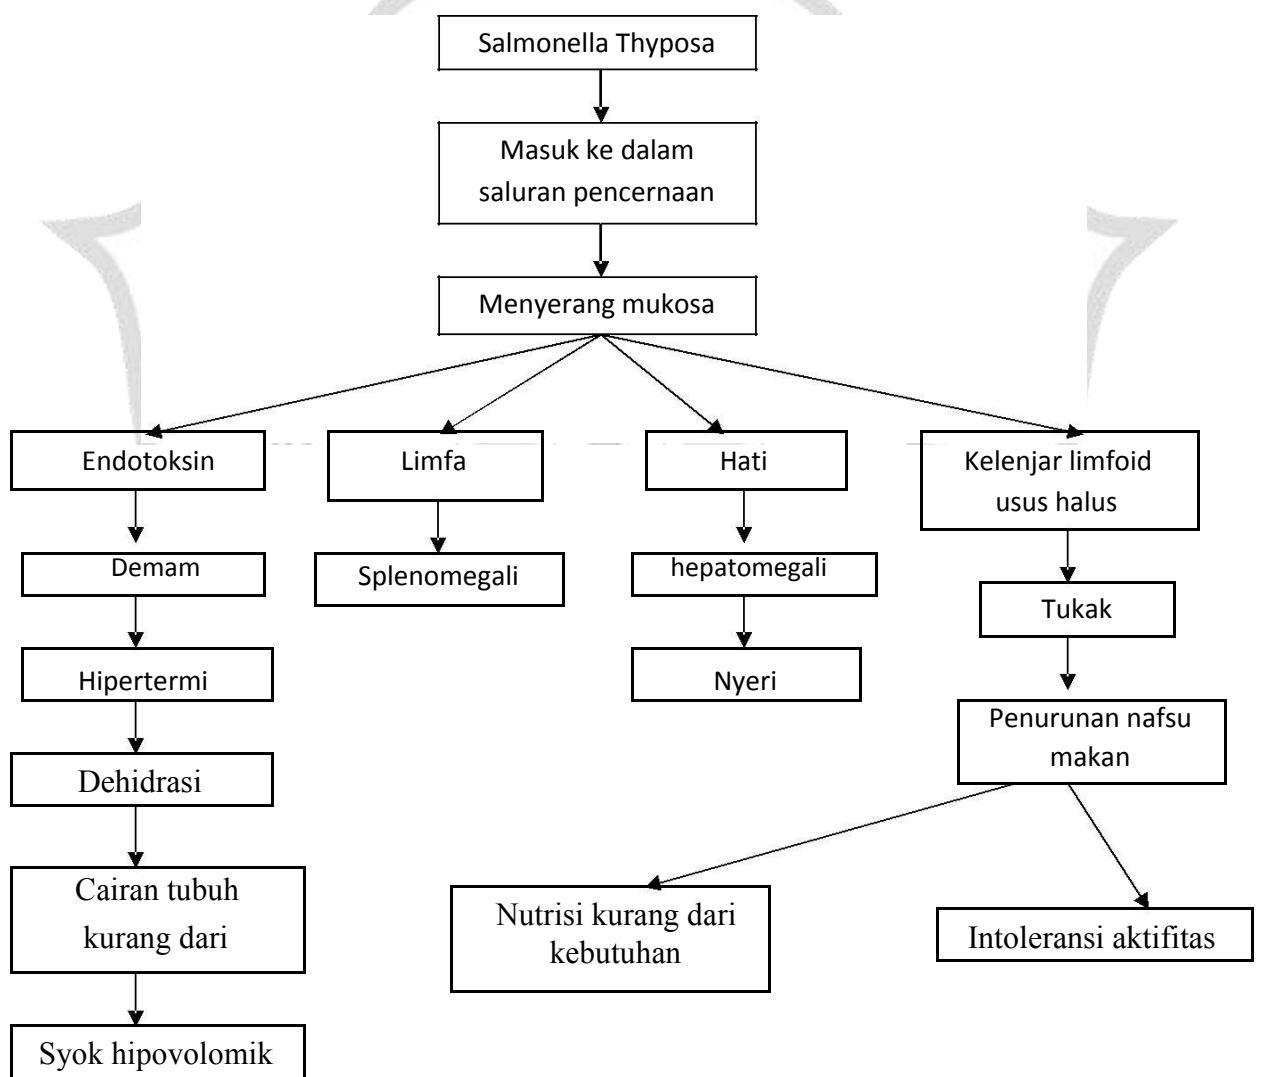 Salmonella Thyposa
Masuk ke dalam
saluran pencernaan
Menyerang mukosa
Endotoksin
Limfa
Hati
Kelenjar limfoid
usus halus
Demam
Splenomegali
hepatomegali
Tukak
Hipertermi
Nyeri
Penurunan nafsu
makan
Dehidrasi
Cairan tubuh
kurang dari
Nutrisi kurang dari
kebutuhan
Intoleransi aktifitas
Syok hipovolomik